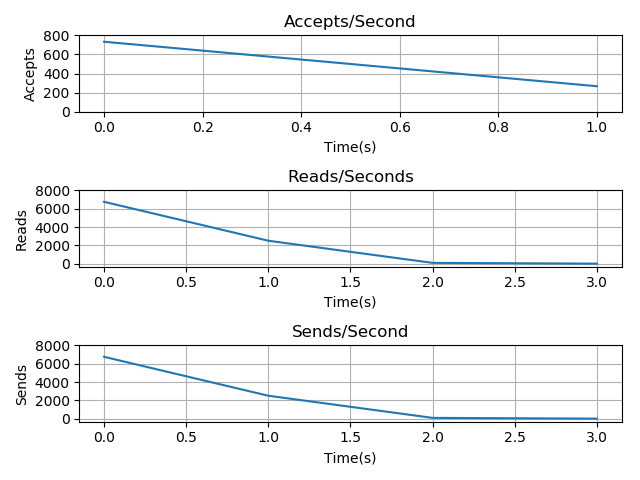 Accepts/Second
800
600
400
200
0
Accepts
0.0 0.2 0.4 0.6 0.8 1.0
Time(s)
Reads/Seconds
8000
6000
4000
2000
0
Reads
0.0 0.5 1.0 1.5 2.0 2.5 3.0
Time(s)
Sends/Second
8000
6000
4000
2000
0
Sends
0.0 0.5 1.0 1.5 2.0 2.5 3.0
Time(s)